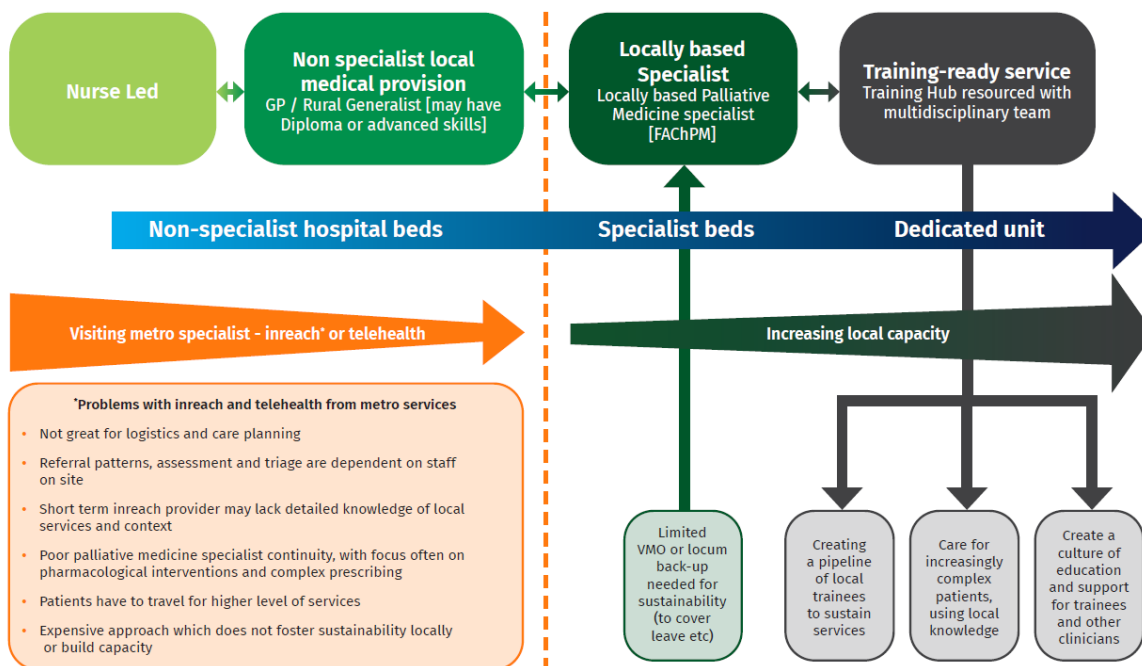 Nurse Led
Non specialist local
medical provision
GP / Rural Generalist [may have
Diploma or advanced skills]
Locally based
Specialist
Locally based Palliative
Medicine specialist
[FAChPM]
Training-ready service
Training Hub resourced with
multidisciplinary team
Non-specialist hospital beds
Specialist beds
Dedicated unit
Visiting metro specialist - inreach* or telehealth
Increasing local capacity
*Problems with inreach and telehealth from metro services
• Not great for logistics and care planning
• Referral patterns, assessment and triage are dependent on staff
on site
• Short term inreach provider may lack detailed knowledge of local
services and context
• Poor palliative medicine specialist continuity, with focus often on
pharmacological interventions and complex prescribing
• Patients have to travel for higher level of services
• Expensive approach which does not foster sustainability locally
or build capacity
Limited
VMO or locum
back-up
needed for
sustainability
(to cover
leave etc)
Creating
a pipeline
of local
trainees
to sustain
services
Care for
increasingly
complex
patients,
using local
knowledge
Create a
culture of
education
and support
for trainees
and other
clinicians